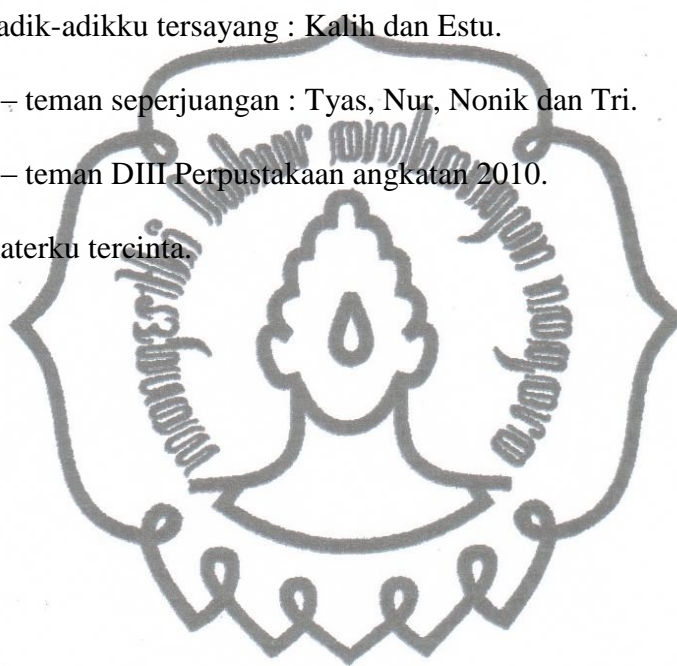 adik-adikku tersayang : Kalih dan Estu.
– teman seperjuangan : Tyas, Nur, Nonik dan Tri.
– teman DIII Perpustakaan angkatan 2010.
aterku tercinta.